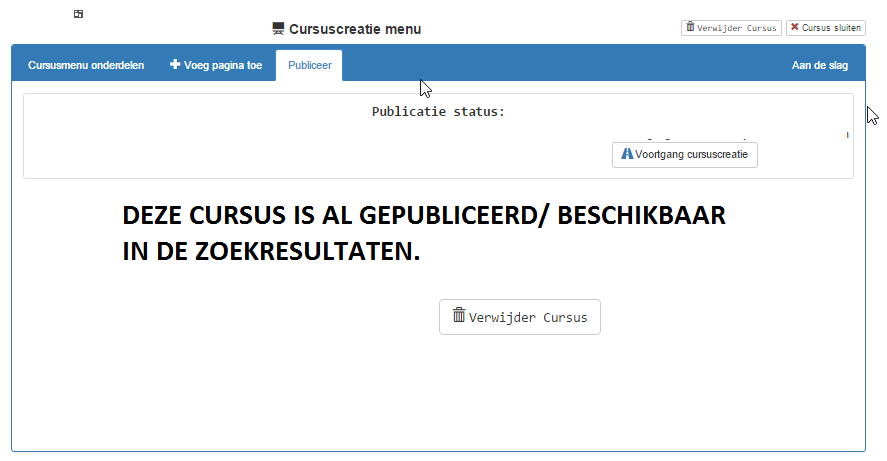 Cursuscreatie menu
Verwijder Cursus
Cursus sluiten
Cursusmenu onderdelen
Voeg pagina toe
Publiceer
Aan de slag
Publicatie status:
Voortgang cursuscreatie
DEZE CURSUS IS AL GEPUBLICEERD/ BESCHIKBAAR
IN DE ZOEKRESULTATEN.
Verwijder Cursus